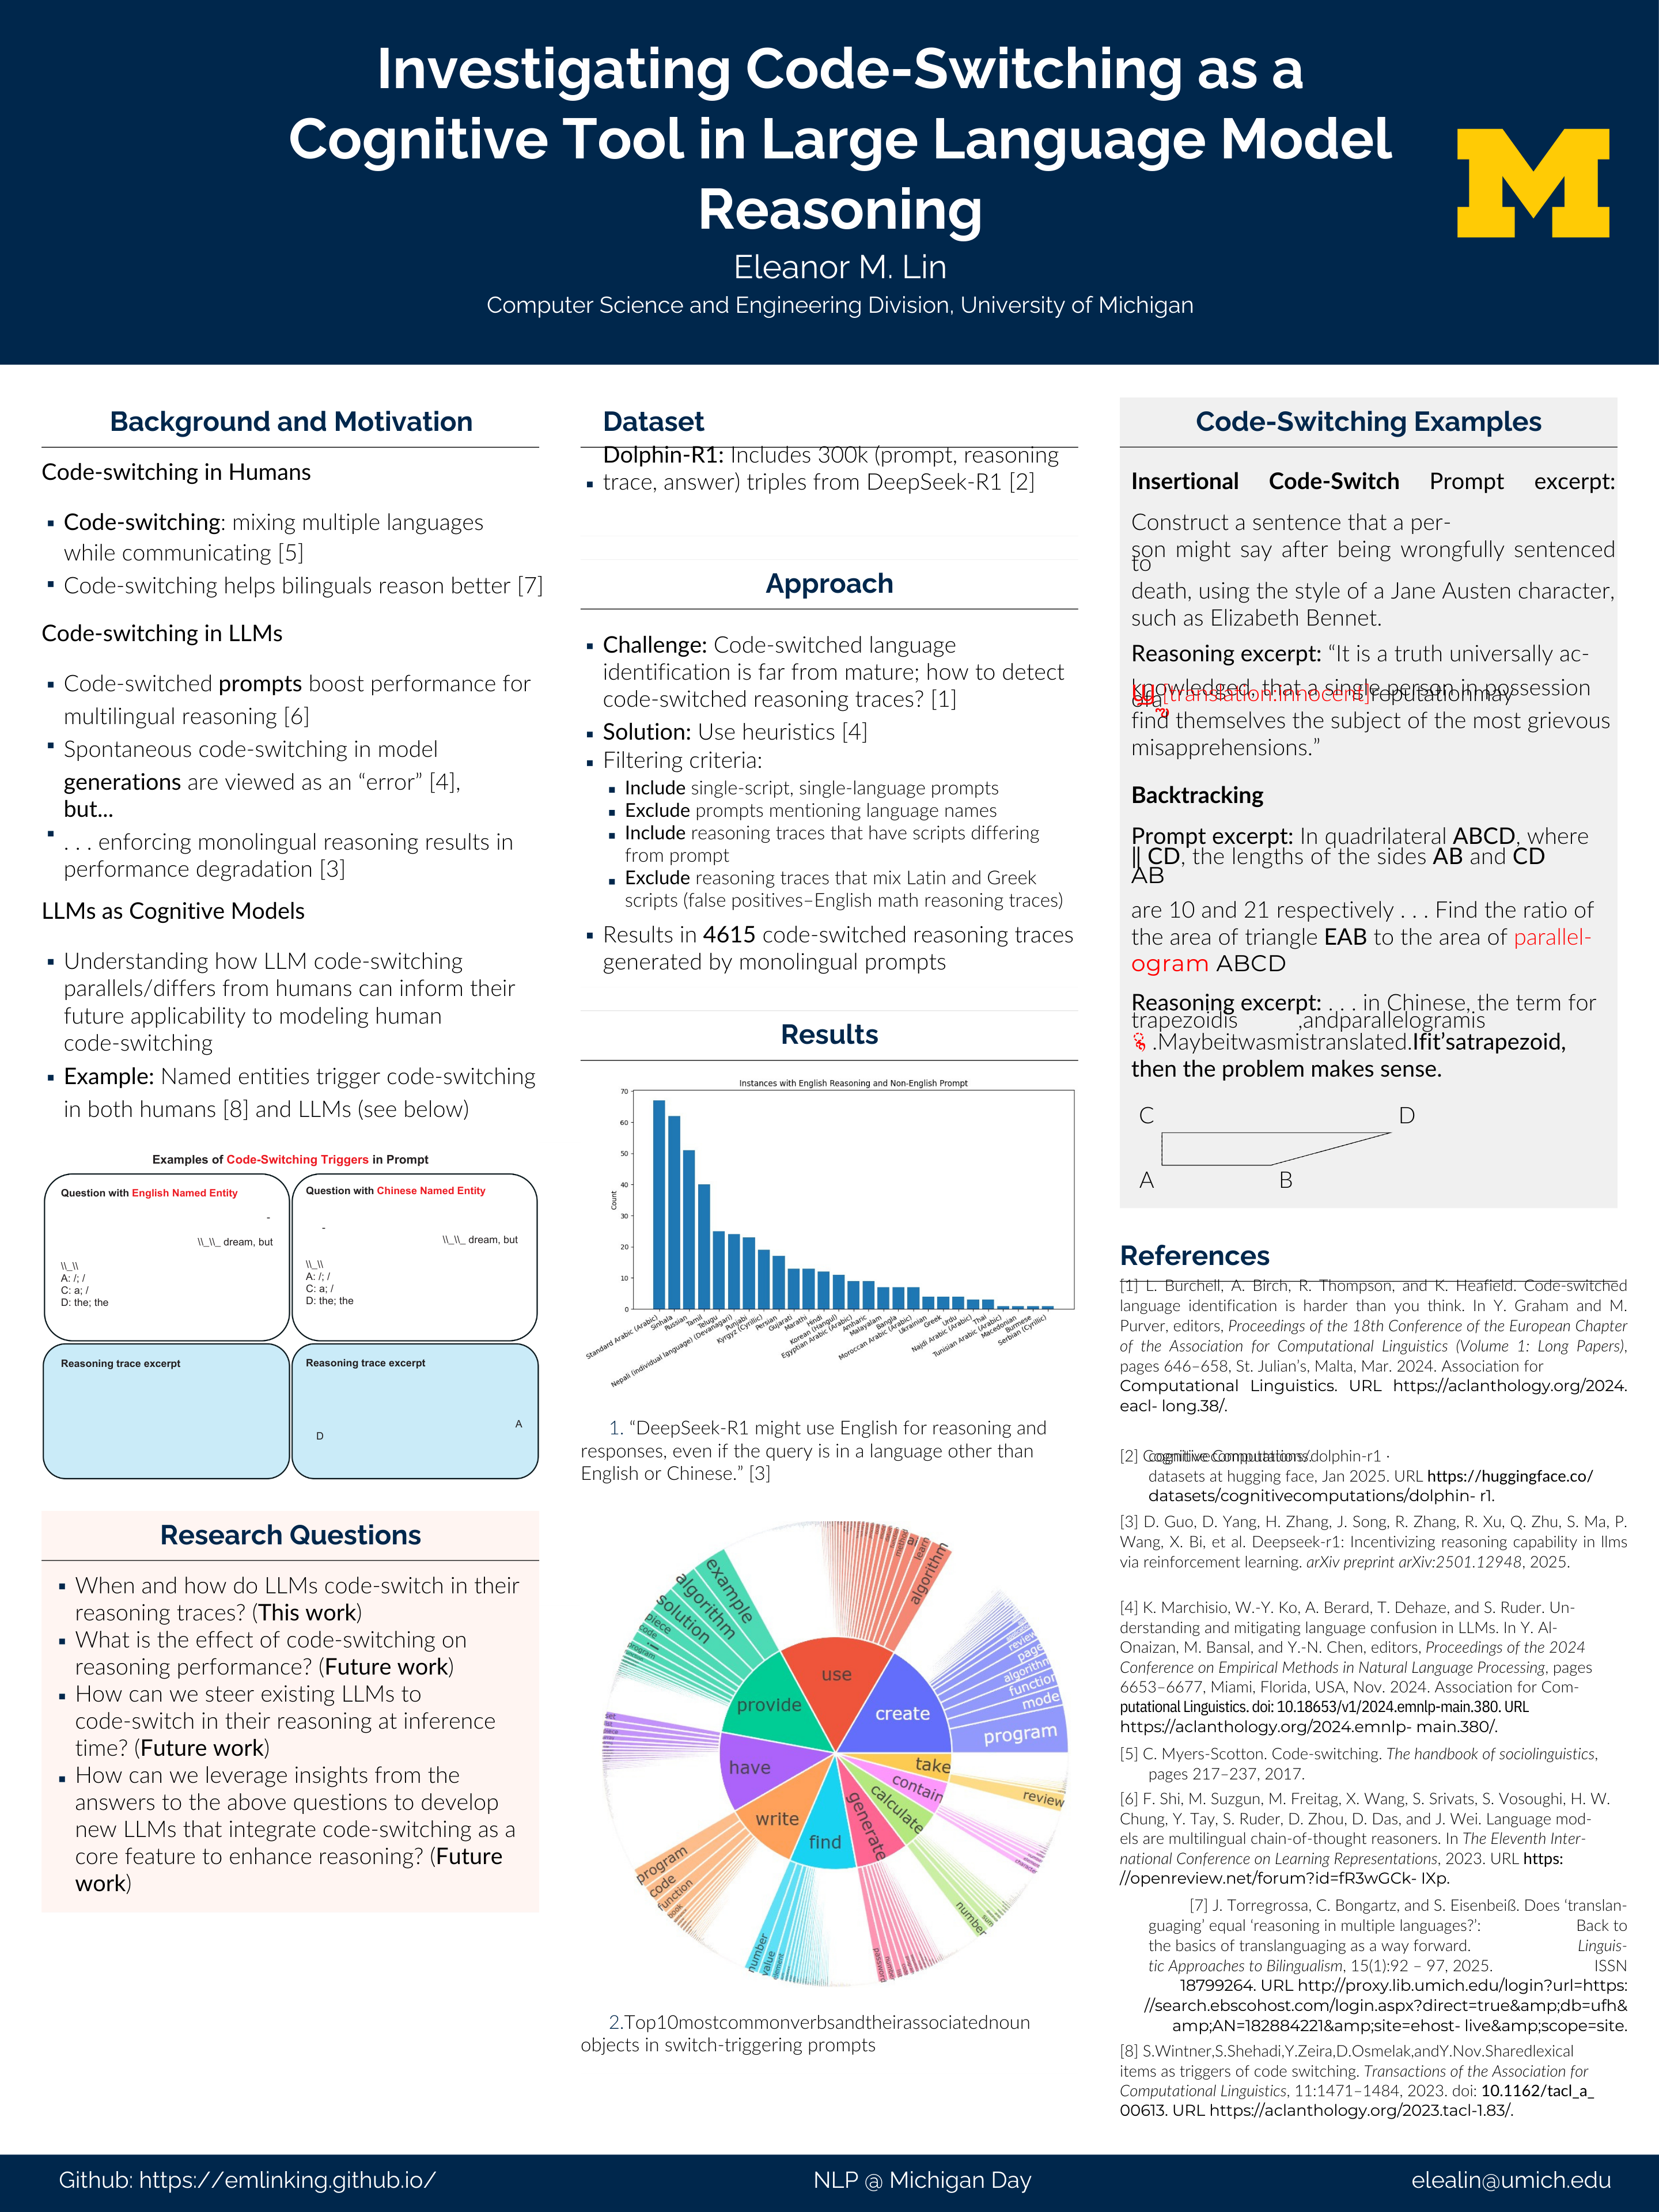 Investigating Code-Switching as a
Cognitive Tool in Large Language Model
Reasoning
Eleanor M. Lin
Computer Science and Engineering Division, University of Michigan
Background and Motivation
Code-switching in Humans
▪ Code-switching: mixing multiple languages
while communicating [5]
▪ Code-switching helps bilinguals reason better [7]
Code-switching in LLMs
▪ Code-switched prompts boost performance for
multilingual reasoning [6]
▪ Spontaneous code-switching in model
generations are viewed as an “error” [4],
but...
▪ . . . enforcing monolingual reasoning results in
performance degradation [3]
LLMs as Cognitive Models
▪ Understanding how LLM code-switching
parallels/differs from humans can inform their
future applicability to modeling human
code-switching
▪ Example: Named entities trigger code-switching
in both humans [8] and LLMs (see below)
Examples of Code-Switching Triggers in Prompt
Question with English Named Entity
-
\\_\\_ dream, but
\\_\\
A: /; /
C: a; /
D: the; the
Question with Chinese Named Entity
-
\\_\\_ dream, but
\\_\\
A: /; /
C: a; /
D: the; the
Reasoning trace excerpt
Reasoning trace excerpt
A
D
Research Questions
▪ When and how do LLMs code-switch in their
reasoning traces? (This work)
▪ What is the effect of code-switching on
reasoning performance? (Future work)
▪ How can we steer existing LLMs to
code-switch in their reasoning at inference
time? (Future work)
▪ How can we leverage insights from the
answers to the above questions to develop
new LLMs that integrate code-switching as a
core feature to enhance reasoning? (Future
work)
Dataset
Dolphin-R1: Includes 300k (prompt, reasoning
▪ trace, answer) triples from DeepSeek-R1 [2]
Approach
▪ Challenge: Code-switched language
identification is far from mature; how to detect
code-switched reasoning traces? [1]
▪ Solution: Use heuristics [4]
▪ Filtering criteria:
▪ Include single-script, single-language prompts
▪ Exclude prompts mentioning language names
▪ Include reasoning traces that have scripts differing
from prompt
▪ Exclude reasoning traces that mix Latin and Greek
scripts (false positives–English math reasoning traces)
▪ Results in 4615 code-switched reasoning traces
generated by monolingual prompts
Results
Instances with English Reasoning and Non-English Prompt
Count
70
60
50
40
30
20
10
0
Standard Arabic (Arabic)
Sinhala
Russian
Tamil
Telugu
Nepali (individual language) (Devanagari)
Punjabi
Kyrgyz (Cyrillic)
Persian
Gujarati
Marathi
Hindi
Korean (Hangul)
Egyptian Arabic (Arabic)
Amharic
Malayalam
Bangla
Moroccan Arabic (Arabic)
Ukrainian
Greek
Urdu
Najdi Arabic (Arabic)
Thai
Tunisian Arabic (Arabic)
Macedonian
Burmese
Serbian (Cyrillic)
1. “DeepSeek-R1 might use English for reasoning and
responses, even if the query is in a language other than
English or Chinese.” [3]
use
method
learn
algorithm
create
review
page
algorithm
function
mode
program
take
review
contain
character
calculate
sum
number
generate
password
find
number
value
element
write
program
code
function
book
have
provide
example
algorithm
solution
piece
code
program
2.Top10mostcommonverbsandtheirassociatednoun
objects in switch-triggering prompts
Code-Switching Examples
Insertional Code-Switch Prompt excerpt:
Construct a sentence that a per-
son might say after being wrongfully sentenced
to
death, using the style of a Jane Austen character,
such as Elizabeth Bennet.
Reasoning excerpt: “It is a truth universally ac-
knowledged, that a single person in possession
of a [translation:innocent]reputationmay
find themselves the subject of the most grievous
misapprehensions.”
Backtracking
Prompt excerpt: In quadrilateral ABCD, where
∥ CD, the lengths of the sides AB and CD
AB
are 10 and 21 respectively . . . Find the ratio of
the area of triangle EAB to the area of parallel-
ogram ABCD
Reasoning excerpt: . . . in Chinese, the term for
trapezoidis ,andparallelogramis
.Maybeitwasmistranslated.Ifit’satrapezoid,
then the problem makes sense.
C D
A B
References
[1] L. Burchell, A. Birch, R. Thompson, and K. Heafield. Code-switched
language identification is harder than you think. In Y. Graham and M.
Purver, editors, Proceedings of the 18th Conference of the European Chapter
of the Association for Computational Linguistics (Volume 1: Long Papers),
pages 646–658, St. Julian’s, Malta, Mar. 2024. Association for
Computational Linguistics. URL https://aclanthology.org/2024.
eacl- long.38/.
[2] Cognitive Computations. cognitivecomputations/dolphin-r1 ·
datasets at hugging face, Jan 2025. URL https://huggingface.co/
datasets/cognitivecomputations/dolphin- r1.
[3] D. Guo, D. Yang, H. Zhang, J. Song, R. Zhang, R. Xu, Q. Zhu, S. Ma, P.
Wang, X. Bi, et al. Deepseek-r1: Incentivizing reasoning capability in llms
via reinforcement learning. arXiv preprint arXiv:2501.12948, 2025.
[4] K. Marchisio, W.-Y. Ko, A. Berard, T. Dehaze, and S. Ruder. Un-
derstanding and mitigating language confusion in LLMs. In Y. Al-
Onaizan, M. Bansal, and Y.-N. Chen, editors, Proceedings of the 2024
Conference on Empirical Methods in Natural Language Processing, pages
6653–6677, Miami, Florida, USA, Nov. 2024. Association for Com-
putational Linguistics. doi: 10.18653/v1/2024.emnlp-main.380. URL
https://aclanthology.org/2024.emnlp- main.380/.
[5] C. Myers-Scotton. Code-switching. The handbook of sociolinguistics,
pages 217–237, 2017.
[6] F. Shi, M. Suzgun, M. Freitag, X. Wang, S. Srivats, S. Vosoughi, H. W.
Chung, Y. Tay, S. Ruder, D. Zhou, D. Das, and J. Wei. Language mod-
els are multilingual chain-of-thought reasoners. In The Eleventh Inter-
national Conference on Learning Representations, 2023. URL https:
//openreview.net/forum?id=fR3wGCk- IXp.
[7] J. Torregrossa, C. Bongartz, and S. Eisenbeiß. Does ‘translan-
guaging’ equal ‘reasoning in multiple languages?’: Back to
the basics of translanguaging as a way forward. Linguis-
tic Approaches to Bilingualism, 15(1):92 – 97, 2025. ISSN
18799264. URL http://proxy.lib.umich.edu/login?url=https:
//search.ebscohost.com/login.aspx?direct=true&amp;db=ufh&
amp;AN=182884221&amp;site=ehost- live&amp;scope=site.
[8] S.Wintner,S.Shehadi,Y.Zeira,D.Osmelak,andY.Nov.Sharedlexical
items as triggers of code switching. Transactions of the Association for
Computational Linguistics, 11:1471–1484, 2023. doi: 10.1162/tacl_a_
00613. URL https://aclanthology.org/2023.tacl-1.83/.
Github: https://emlinking.github.io/
NLP @ Michigan Day
elealin@umich.edu